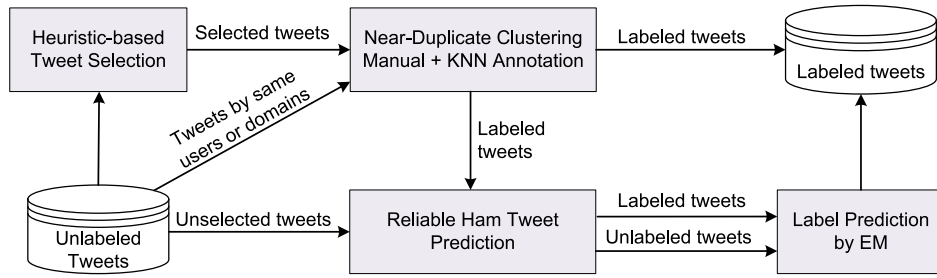 Heuristic-based
Tweet Selection
Selected tweets
Near-Duplicate Clustering
Manual + KNN Annotation
Labeled tweets
Labeled tweets
Tweets by same
users or domains
Labeled
tweets
Unlabeled
Tweets
Unselected tweets
Reliable Ham Tweet
Prediction
Labeled tweets
Unlabeled tweets
Label Prediction
by EM